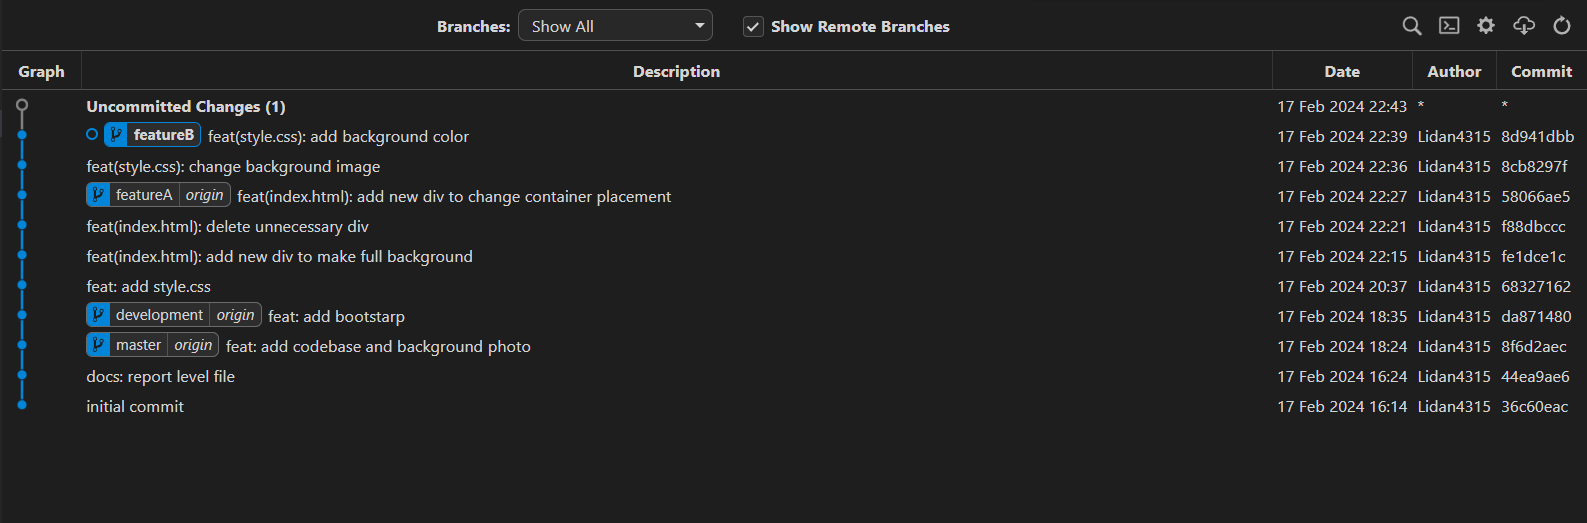 Branches: Show All Show Remote Branches
Graph Description Date Author Commit
Uncommitted Changes (1) 17 Feb 2024 22:43 * *
featureB feat(style.css): add background color 17 Feb 2024 22:39 Lidan4315 8d941dbb
feat(style.css): change background image 17 Feb 2024 22:36 Lidan4315 8cb8297f
featureA origin feat(index.html): add new div to change container placement 17 Feb 2024 22:27 Lidan4315 58066ae5
feat(index.html): delete unnecessary div 17 Feb 2024 22:21 Lidan4315 f88dbccc
feat(index.html): add new div to make full background 17 Feb 2024 22:15 Lidan4315 fe1dce1c
feat: add style.css 17 Feb 2024 20:37 Lidan4315 68327162
development origin feat: add bootstarp 17 Feb 2024 18:35 Lidan4315 da871480
master origin feat: add codebase and background photo 17 Feb 2024 18:24 Lidan4315 8f6d2aec
docs: report level file 17 Feb 2024 16:24 Lidan4315 44ea9ae6
initial commit 17 Feb 2024 16:14 Lidan4315 36c60eac